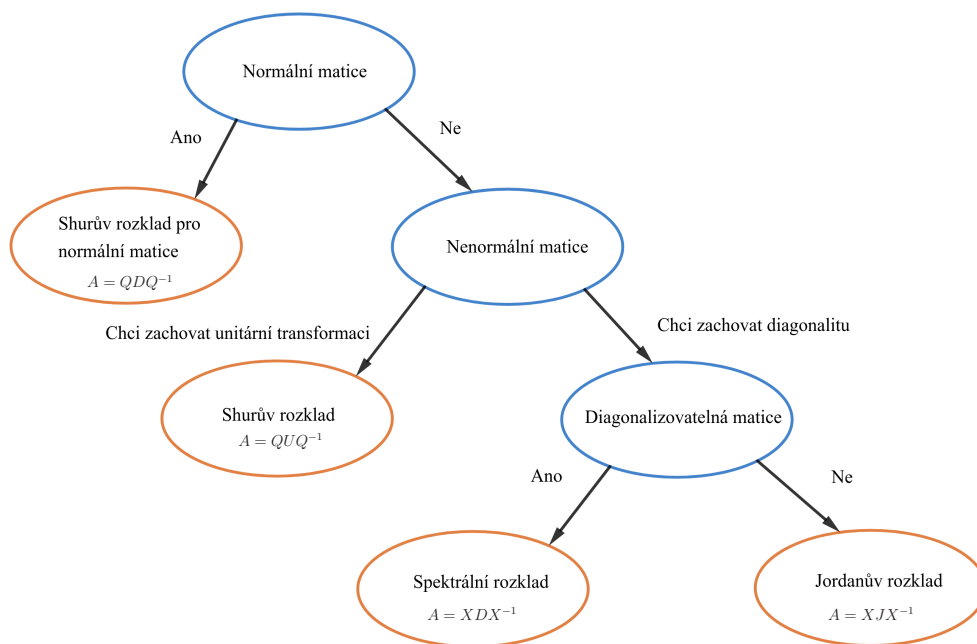 Normální matice
Ano
Ne
Shurův rozklad pro
normální matice
A = QDQ⁻¹
Nenormální matice
Chci zachovat unitární transformaci
Chci zachovat diagonalitu
Shurův rozklad
A = QUQ⁻¹
Diagonalizovatelná matice
Ano
Ne
Spektrální rozklad
A = XDX⁻¹
Jordanův rozklad
A = XJX⁻¹